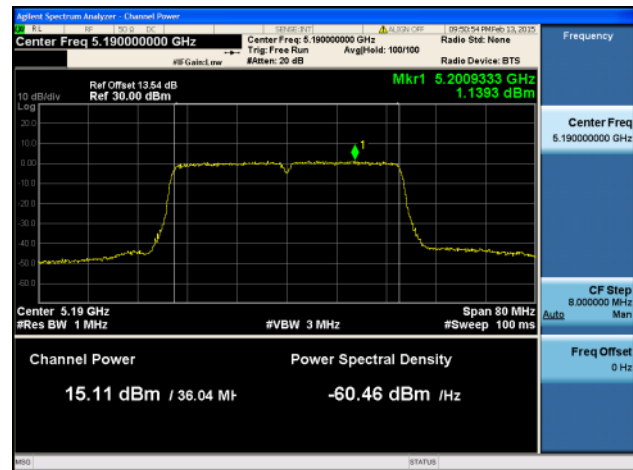 Agilent Spectrum Analyzer - Channel Power
RL RF 50 Ω DC SENSE:INT ALIGN OFF 09:50:54 PM Feb 13, 2015
Center Freq 5.190000000 GHz
Center Freq: 5.190000000 GHz
Radio Std: None
Trig: Free Run Avg|Hold: 100/100
#IFGain:Low
#Atten: 20 dB
Radio Device: BTS
Ref Offset 13.54 dB
10 dB/div Ref 30.00 dBm
Mkr1 5.2009333 GHz
1.1393 dBm
Log
20.0
10.0
0.00
-10.0
-20.0
-30.0
-40.0
-50.0
-60.0
1
Center 5.19 GHz
Span 80 MHz
#Res BW 1 MHz
#VBW 3 MHz
#Sweep 100 ms
Channel Power
Power Spectral Density
15.11 dBm / 36.04 MH
-60.46 dBm /Hz
MSG
STATUS
Frequency
Center Freq
5.190000000 GHz
CF Step
8.000000 MHz
Auto Man
Freq Offset
0 Hz